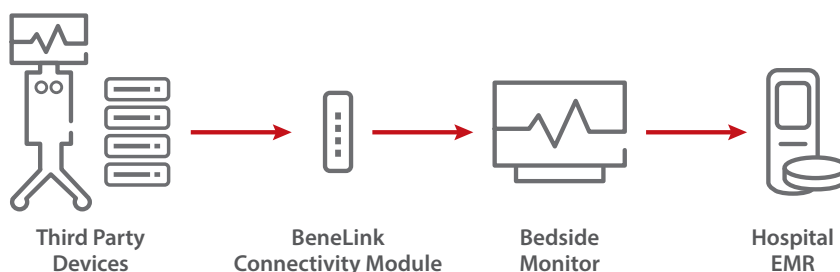 Third Party
Devices
BeneLink
Connectivity Module
Bedside
Monitor
Hospital
EMR